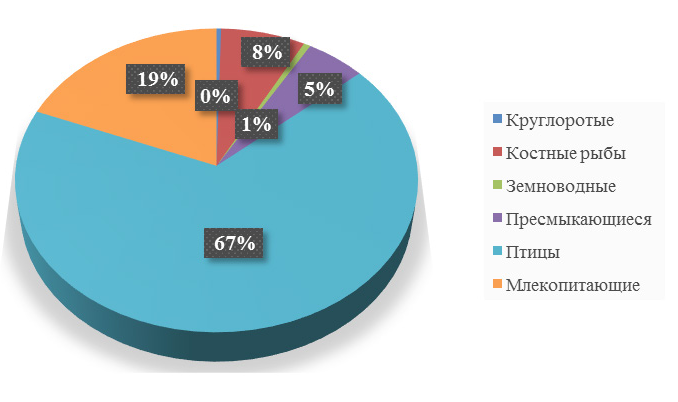 8%
19%
0%
5%
1%
67%
Круглоротые
Костные рыбы
Земноводные
Пресмыкающиеся
Птицы
Млекопитающие